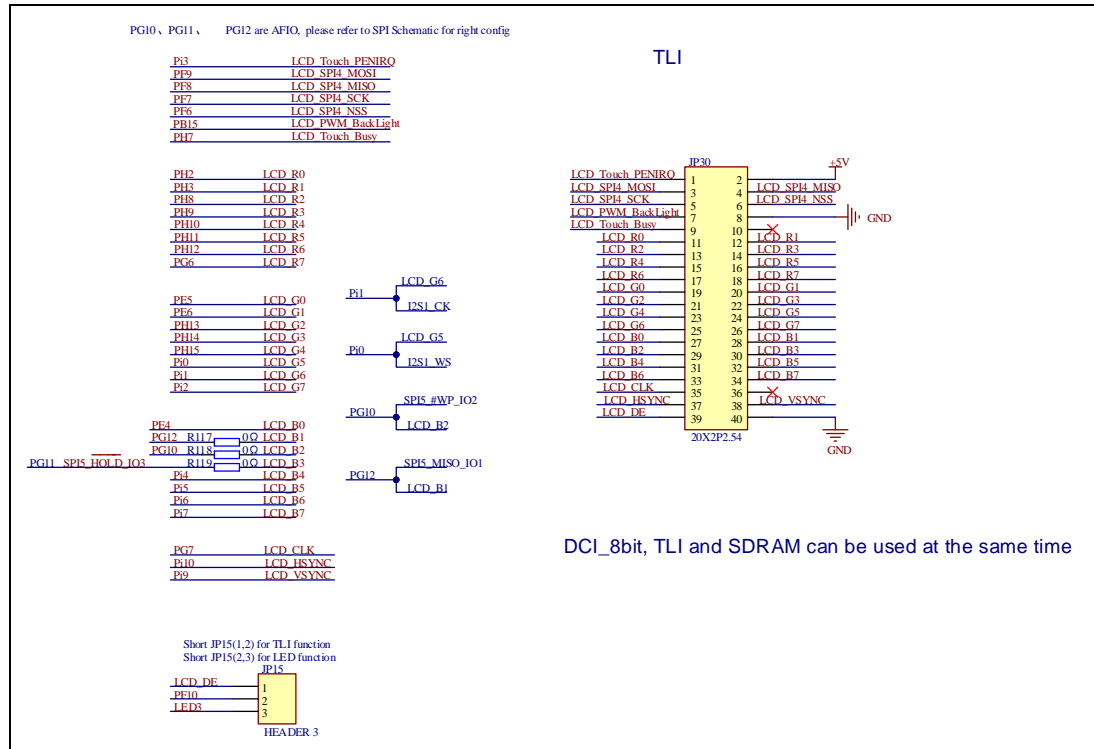 PG10、PG11、 PG12 are AFIO, please refer to SPI Schematic for right config
TLI
Pi3 LCD_Touch_PENIRQ
PF9 LCD_SPI4_MOSI
PF8 LCD_SPI4_MISO
PF7 LCD_SPI4_SCK
PF6 LCD_SPI4_NSS
PB15 LCD_PWM_BackLight
PH7 LCD_Touch_Busy
PH2 LCD_R0
PH3 LCD_R1
PH8 LCD_R2
PH9 LCD_R3
PH10 LCD_R4
PH11 LCD_R5
PH12 LCD_R6
PG6 LCD_R7
PE5 LCD_G0
PE6 LCD_G1
PH13 LCD_G2
PH14 LCD_G3
PH15 LCD_G4
Pi0 LCD_G5
Pi1 LCD_G6
Pi2 LCD_G7
PE4 LCD_B0
PG12 R117 0Ω LCD_B1
PG10 R118 0Ω LCD_B2
PG11 SPI5_HOLD_IO3 R119 0Ω LCD_B3
Pi4 LCD_B4
Pi5 LCD_B5
Pi6 LCD_B6
Pi7 LCD_B7
PG7 LCD_CLK
Pi10 LCD_HSYNC
Pi9 LCD_VSYNC
Short JP15(1,2) for TLI function
Short JP15(2,3) for LED function
JP15
LCD_DE 1
PF10 2
LED3 3
HEADER 3
LCD_G6
Pi1
I2S1_CK
LCD_G5
Pi0
I2S1_WS
SPI5_#WP_IO2
PG10
LCD_B2
SPI5_MISO_IO1
PG12
LCD_B1
JP30
+5V
LCD_Touch_PENIRQ 1 2
LCD_SPI4_MOSI 3 4 LCD_SPI4_MISO
LCD_SPI4_SCK 5 6 LCD_SPI4_NSS
LCD_PWM_BackLight 7 8 GND
LCD_Touch_Busy 9 10
LCD_R0 11 12 LCD_R1
LCD_R2 13 14 LCD_R3
LCD_R4 15 16 LCD_R5
LCD_R6 17 18 LCD_R7
LCD_G0 19 20 LCD_G1
LCD_G2 21 22 LCD_G3
LCD_G4 23 24 LCD_G5
LCD_G6 25 26 LCD_G7
LCD_B0 27 28 LCD_B1
LCD_B2 29 30 LCD_B3
LCD_B4 31 32 LCD_B5
LCD_B6 33 34 LCD_B7
LCD_CLK 35 36
LCD_HSYNC 37 38 LCD_VSYNC
LCD_DE 39 40
20X2P2.54
GND
DCI_8bit, TLI and SDRAM can be used at the same time